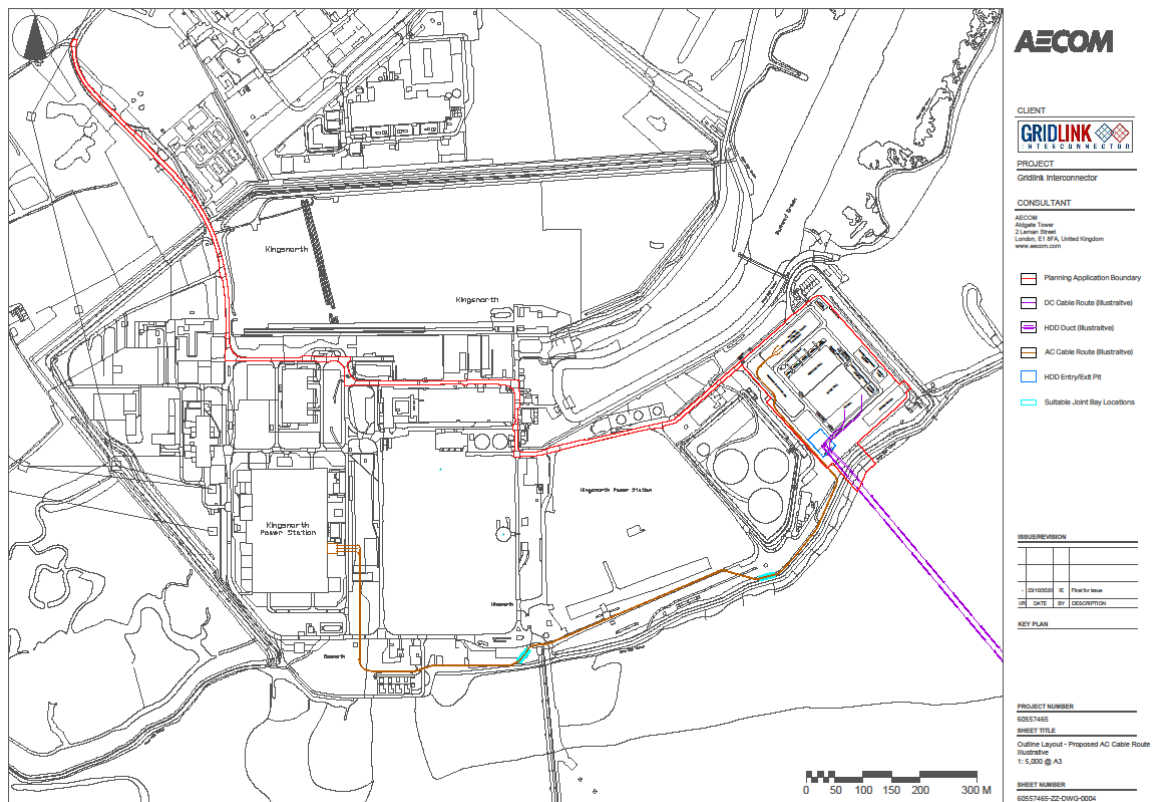 AECOM
CLIENT
GRIDLINK
INTERCONNECTOR
PROJECT
Gridlink Interconnector
CONSULTANT
AECOM
Aldgate Tower
2 Leman Street
London, E1 8FA, United Kingdom
www.aecom.com
Planning Application Boundary
DC Cable Route (Illustraitve)
HDD Duct (Illustraitve)
AC Cable Route (Illustraitve)
HDD Entry/Exit Pit
Suitable Joint Bay Locations
ISSUE/REVISION
- 23/10/2020 IE Final for Issue
I/R DATE BY DESCRIPTION
KEY PLAN
PROJECT NUMBER
60557465
SHEET TITLE
Outline Layout - Proposed AC Cable Route
Illustrative
1: 5,000 @ A3
SHEET NUMBER
60557465-ZZ-DWG-0004
Kingsnorth
Kingsnorth
Kingsnorth Power Station
Kingsnorth
Power Station
0 50 100 150 200 300 M